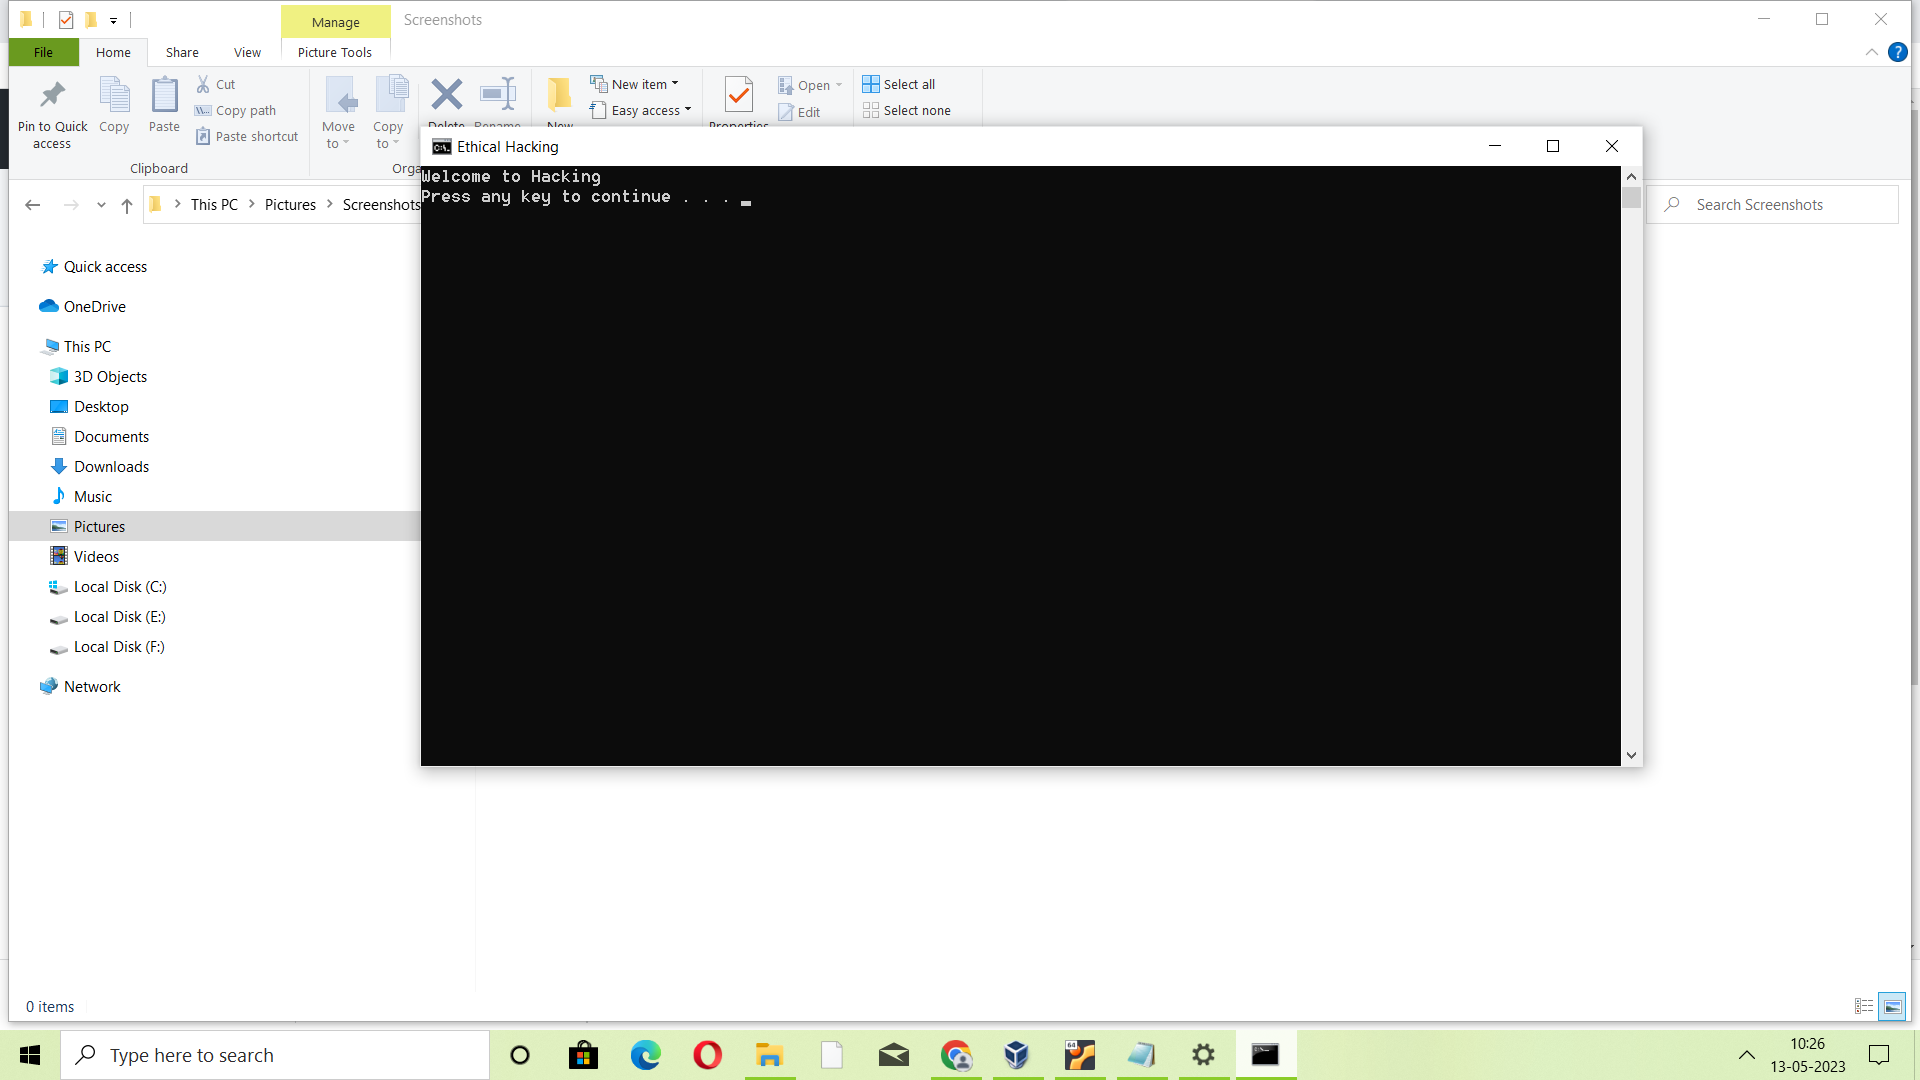 Manage
Screenshots
File
Home
Share
View
Picture Tools
Pin to Quick access
Copy
Paste
Cut
Copy path
Paste shortcut
Clipboard
Move to
Copy to
Delete
Rename
New
New item
Easy access
Properties
Open
Edit
Select all
Select none
Ethical Hacking
Welcome to Hacking
Press any key to continue . . .
This PC
Pictures
Screenshots
Search Screenshots
Quick access
OneDrive
This PC
3D Objects
Desktop
Documents
Downloads
Music
Pictures
Videos
Local Disk (C:)
Local Disk (E:)
Local Disk (F:)
Network
0 items
Type here to search
64
10:26
13-05-2023